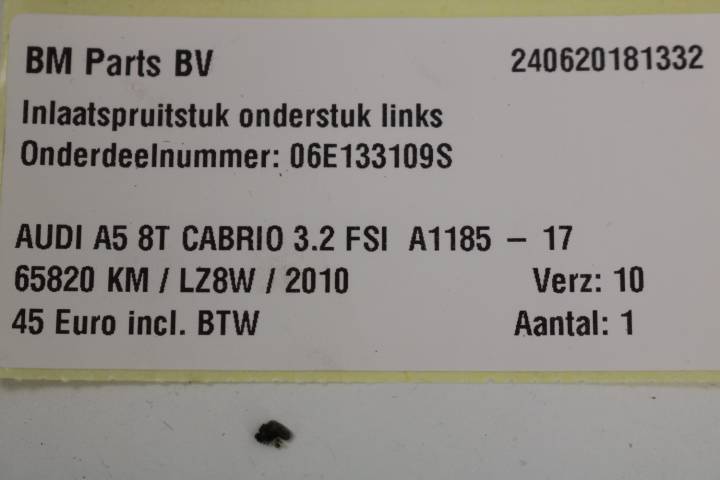 BM Parts BV 240620181332
Inlaatspruitstuk onderstuk links
Onderdeelnummer: 06E133109S
AUDI A5 8T CABRIO 3.2 FSI A1185 – 17
65820 KM / LZ8W / 2010 Verz: 10
45 Euro incl. BTW Aantal: 1